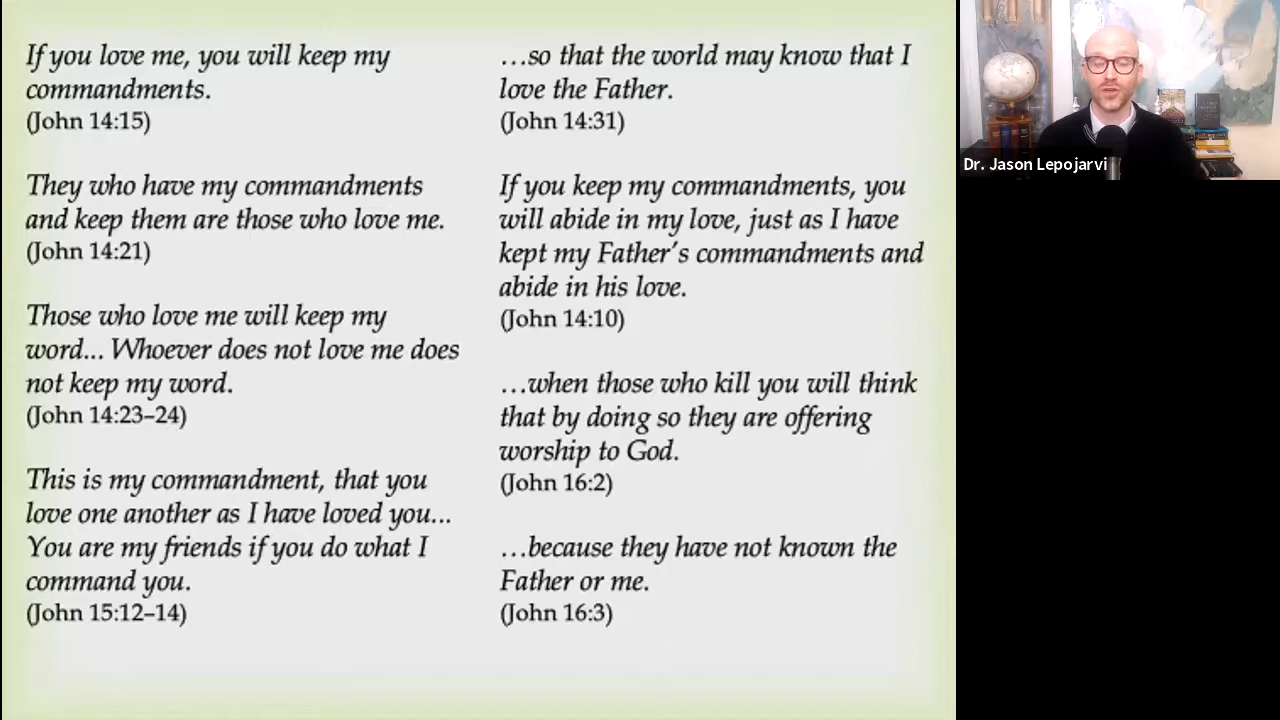 If you love me, you will keep my
commandments.
(John 14:15)
They who have my commandments
and keep them are those who love me.
(John 14:21)
Those who love me will keep my
word... Whoever does not love me does
not keep my word.
(John 14:23–24)
This is my commandment, that you
love one another as I have loved you...
You are my friends if you do what I
command you.
(John 15:12–14)
…so that the world may know that I
love the Father.
(John 14:31)
If you keep my commandments, you
will abide in my love, just as I have
kept my Father’s commandments and
abide in his love.
(John 14:10)
…when those who kill you will think
that by doing so they are offering
worship to God.
(John 16:2)
…because they have not known the
Father or me.
(John 16:3)
Dr. Jason Lepojarvi